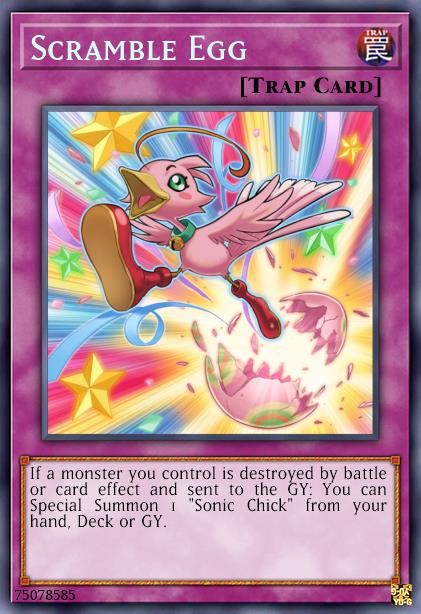 Scramble Egg
TRAP
罠
[Trap Card]
If a monster you control is destroyed by battle
or card effect and sent to the GY: You can
Special Summon 1 "Sonic Chick" from your
hand, Deck or GY.
75078585